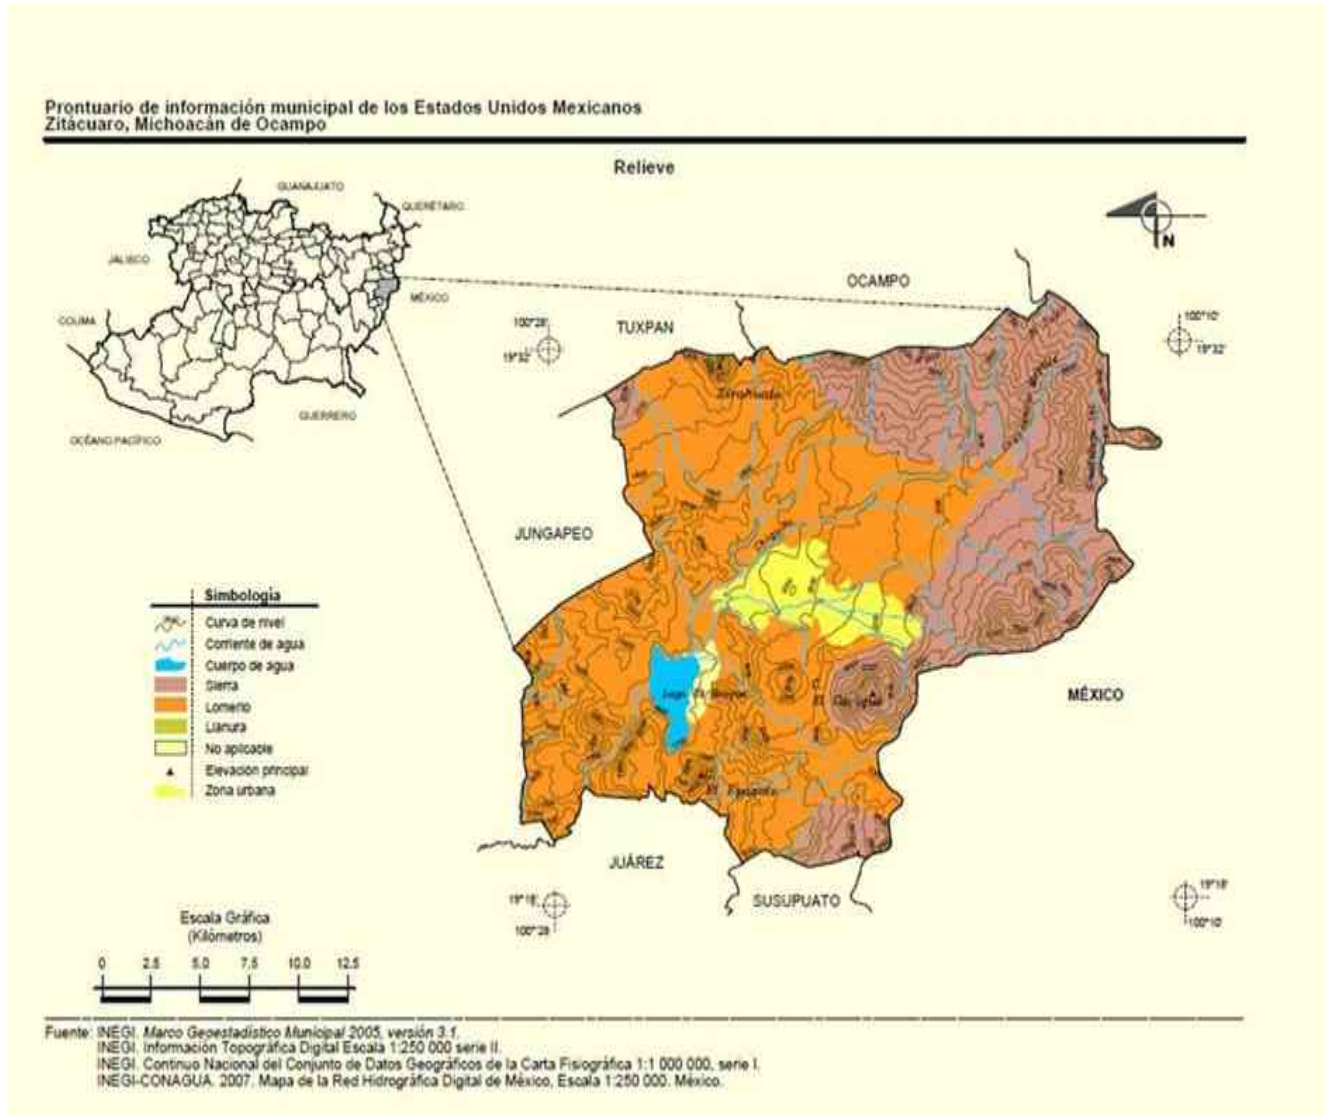 Prontuario de información municipal de los Estados Unidos Mexicanos
Zitácuaro, Michoacán de Ocampo
Relieve
GUANAJUATO
QUERÉTARO
JALISCO
MÉXICO
COLIMA
GUERRERO
OCÉANO PACÍFICO
N
OCAMPO
TUXPAN
100°28'
19°32'
100°10'
19°32'
Zirahuato
JUNGAPEO
MÉXICO
El Epazote
JUÁREZ
SUSUPUATO
19°18'
100°28'
19°18'
100°10'
Simbología
Curva de nivel
Corriente de agua
Cuerpo de agua
Sierra
Lomerío
Llanura
No aplicable
Elevación principal
Zona urbana
Escala Gráfica
(Kilómetros)
0 2.5 5.0 7.5 10.0 12.5
Fuente: INEGI. Marco Geoestadístico Municipal 2005, versión 3.1.
INEGI. Información Topográfica Digital Escala 1:250 000 serie II.
INEGI. Continuo Nacional del Conjunto de Datos Geográficos de la Carta Fisiográfica 1:1 000 000, serie I.
INEGI-CONAGUA. 2007. Mapa de la Red Hidrográfica Digital de México, Escala 1:250 000. México.